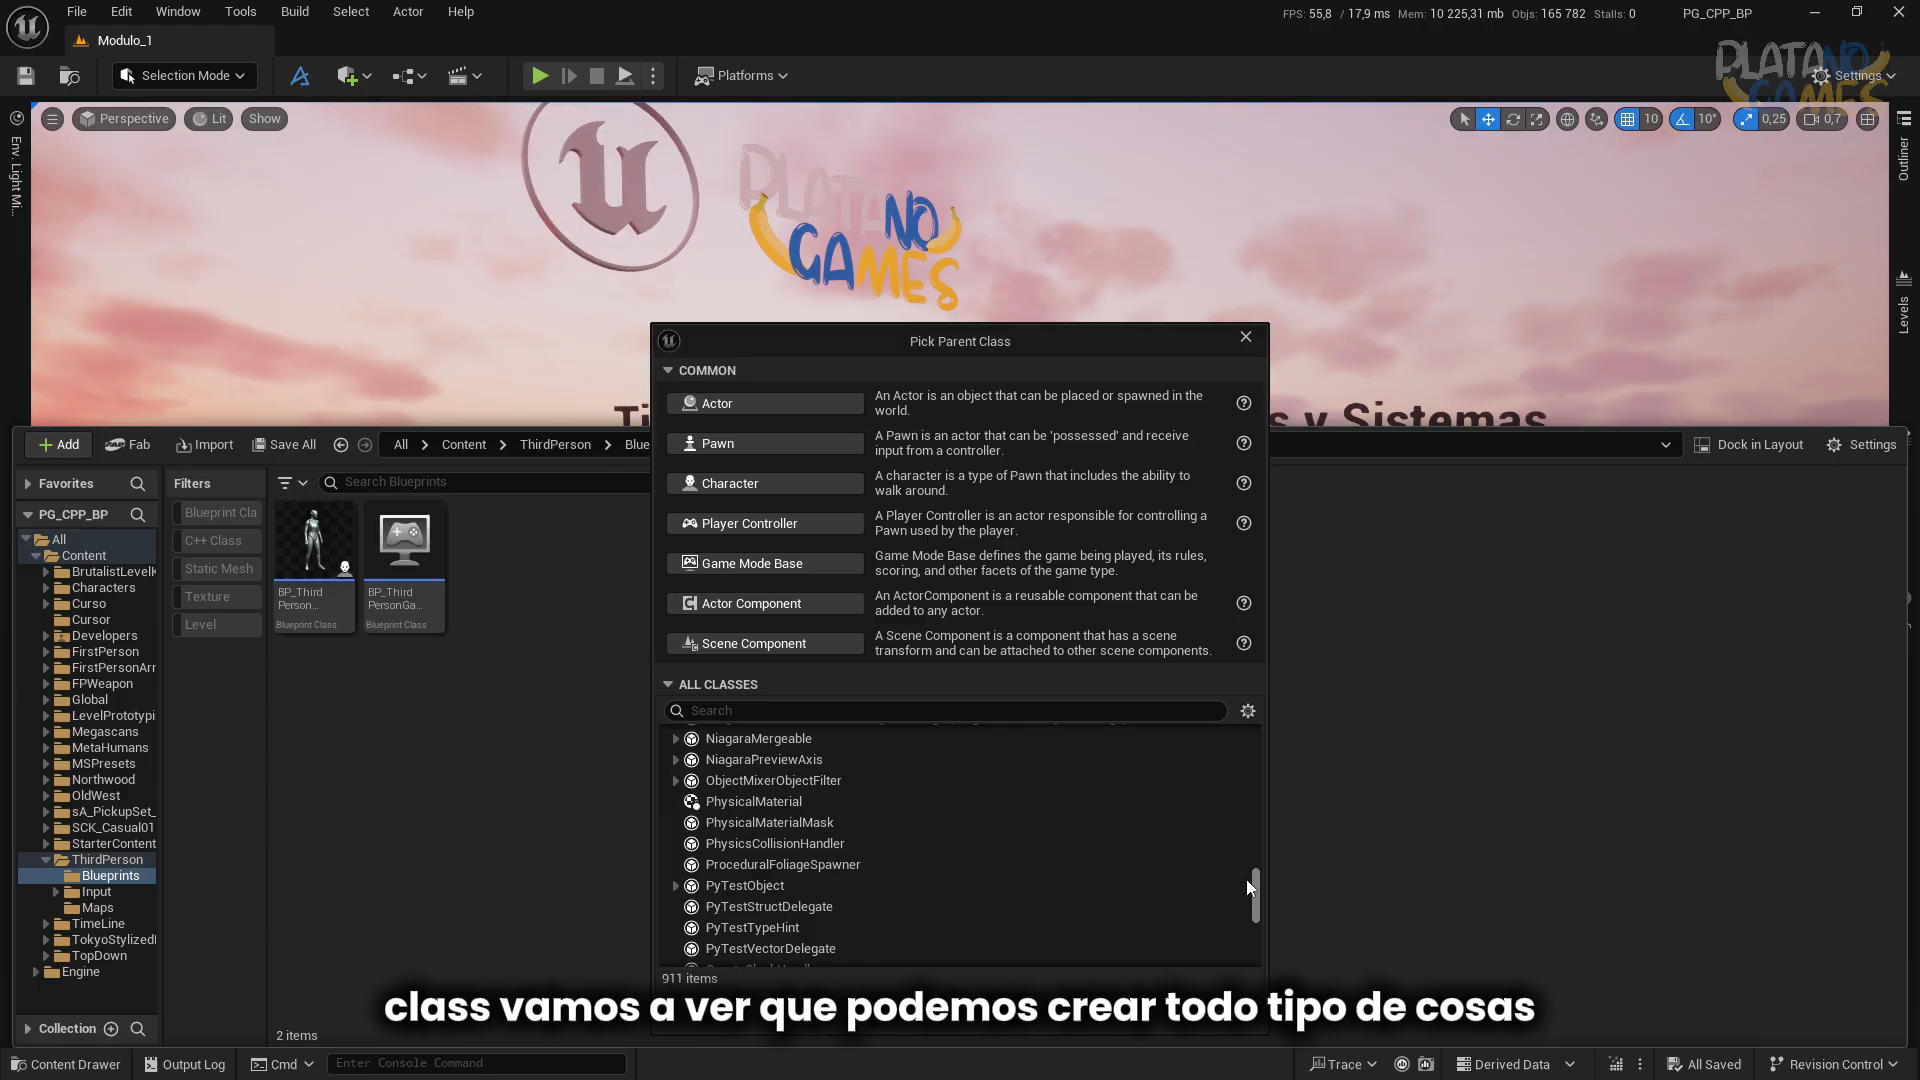 File Edit Window Tools Build Select Actor Help
FPS: 55,8 / 17,9 ms Mem: 10 225,31 mb Objs: 165 782 Stalls: 0
PG_CPP_BP
Modulo_1
Selection Mode
Platforms
Settings
PLATANO GAMES
Perspective Lit Show
10 10° 0,25 0,7
Env. Light Mi...
Outliner
Levels
PLATANO
GAMES
s y Sistemas
Pick Parent Class
COMMON
Actor
An Actor is an object that can be placed or spawned in the
world.
Pawn
A Pawn is an actor that can be 'possessed' and receive
input from a controller.
Character
A character is a type of Pawn that includes the ability to
walk around.
Player Controller
A Player Controller is an actor responsible for controlling a
Pawn used by the player.
Game Mode Base
Game Mode Base defines the game being played, its rules,
scoring, and other facets of the game type.
Actor Component
An ActorComponent is a reusable component that can be
added to any actor.
Scene Component
A Scene Component is a component that has a scene
transform and can be attached to other scene components.
ALL CLASSES
Search
NiagaraMergeable
NiagaraPreviewAxis
ObjectMixerObjectFilter
PhysicalMaterial
PhysicalMaterialMask
PhysicsCollisionHandler
ProceduralFoliageSpawner
PyTestObject
PyTestStructDelegate
PyTestTypeHint
PyTestVectorDelegate
911 items
Add Fab Import Save All All Content ThirdPerson Blue
Dock in Layout Settings
Favorites
PG_CPP_BP
All
Content
BrutalistLevelK
Characters
Curso
Cursor
Developers
FirstPerson
FirstPersonArr
FPWeapon
Global
LevelPrototypi
Megascans
MetaHumans
MSPresets
Northwood
OldWest
sA_PickupSet_
SCK_Casual01
StarterContent
ThirdPerson
Blueprints
Input
Maps
TimeLine
TokyoStylizedI
TopDown
Engine
Collection
Filters
Blueprint Cla
C++ Class
Static Mesh
Texture
Level
Search Blueprints
BP_Third
Person...
Blueprint Class
BP_Third
PersonGa...
Blueprint Class
2 items
class vamos a ver que podemos crear todo tipo de cosas
Content Drawer Output Log Cmd Enter Console Command
Trace Derived Data All Saved Revision Control